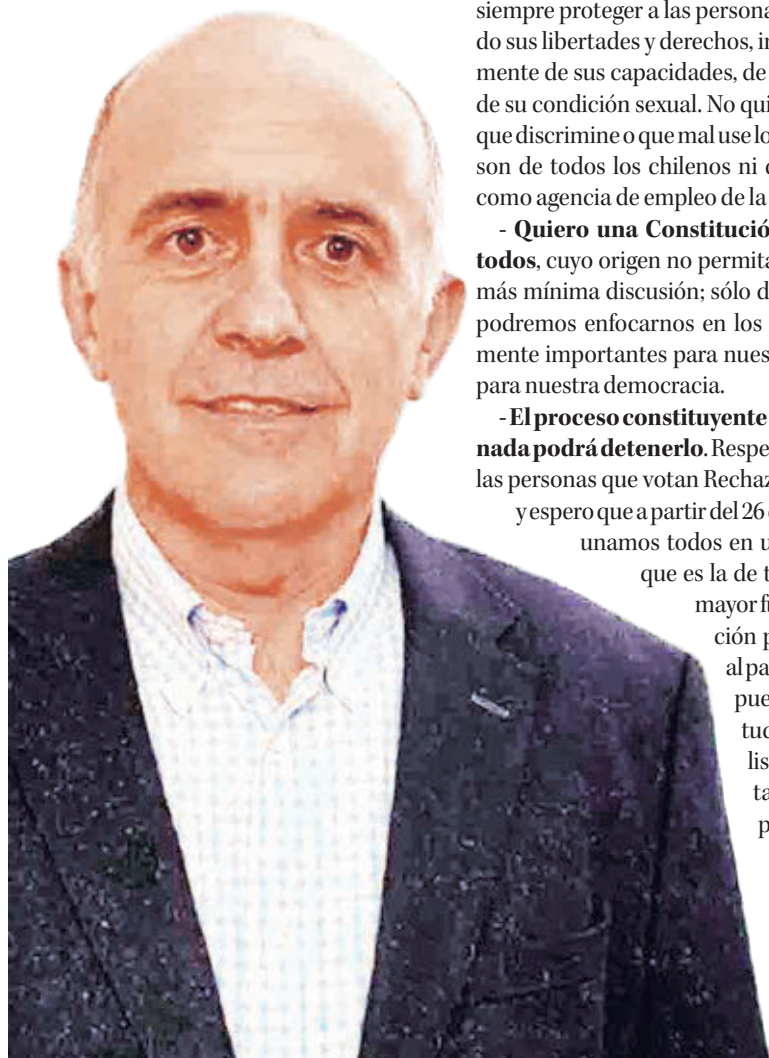 siempre proteger a las persona
do sus libertades y derechos, in
mente de sus capacidades, de
de su condición sexual. No qui
que discrimine o que mal use lo
son de todos los chilenos ni
como agencia de empleo de la
- Quiero una Constitució
todos, cuyo origen no permita
más mínima discusión; sólo d
podremos enfocarnos en los
mente importantes para nues
para nuestra democracia.
- El proceso constituyente
nada podrá detenerlo. Respe
las personas que votan Rechaz
y espero que a partir del 26
unamos todos en u
que es la de t
mayor fi
ción p
al pa
pue
tud
lis
ta
p